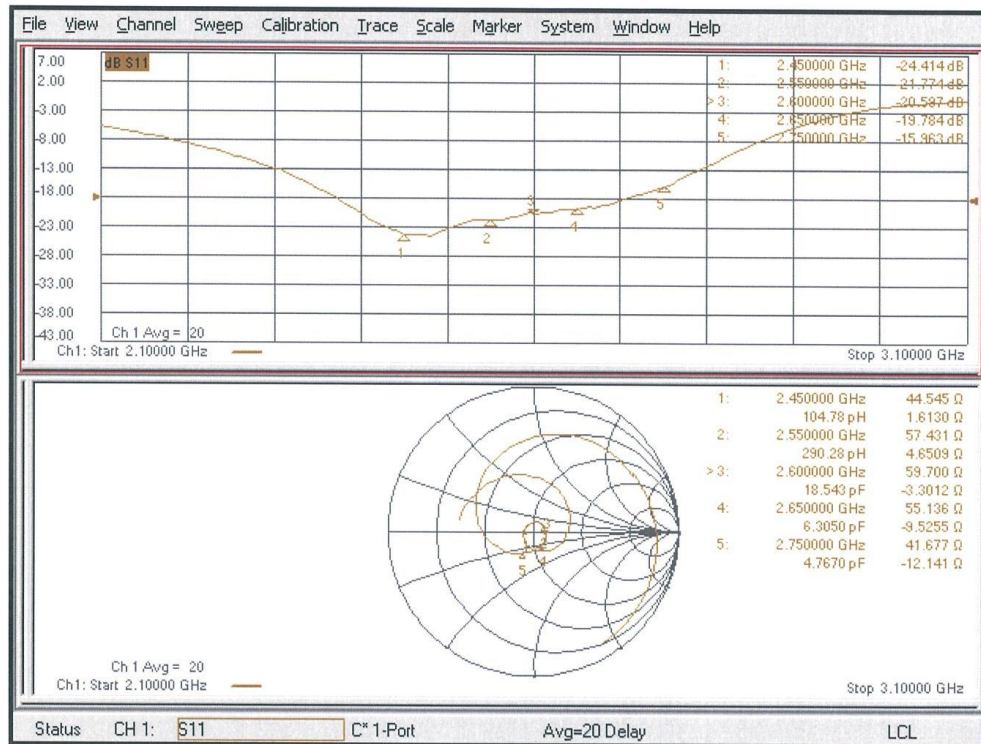 File View Channel Sweep Calibration Trace Scale Marker System Window Help
7.00
2.00
-3.00
-8.00
-13.00
-18.00
-23.00
-28.00
-33.00
-38.00
-43.00
dB S11
1: 2.450000 GHz -24.414 dB
2: 2.550000 GHz -21.774 dB
> 3: 2.600000 GHz -20.597 dB
4: 2.650000 GHz -19.784 dB
5: 2.750000 GHz -15.963 dB
1
2
3
4
5
Ch 1 Avg = 20
Ch1: Start 2.10000 GHz
Stop 3.10000 GHz
1: 2.450000 GHz 44.545 Ω
104.78 pH 1.6130 Ω
2: 2.550000 GHz 57.431 Ω
290.28 pH 4.6509 Ω
> 3: 2.600000 GHz 59.700 Ω
18.543 pF -3.3012 Ω
4: 2.650000 GHz 55.136 Ω
6.3050 pF -9.5255 Ω
5: 2.750000 GHz 41.677 Ω
4.7670 pF -12.141 Ω
4
5
Ch 1 Avg = 20
Ch1: Start 2.10000 GHz
Stop 3.10000 GHz
Status CH 1: S11 C* 1-Port Avg=20 Delay LCL